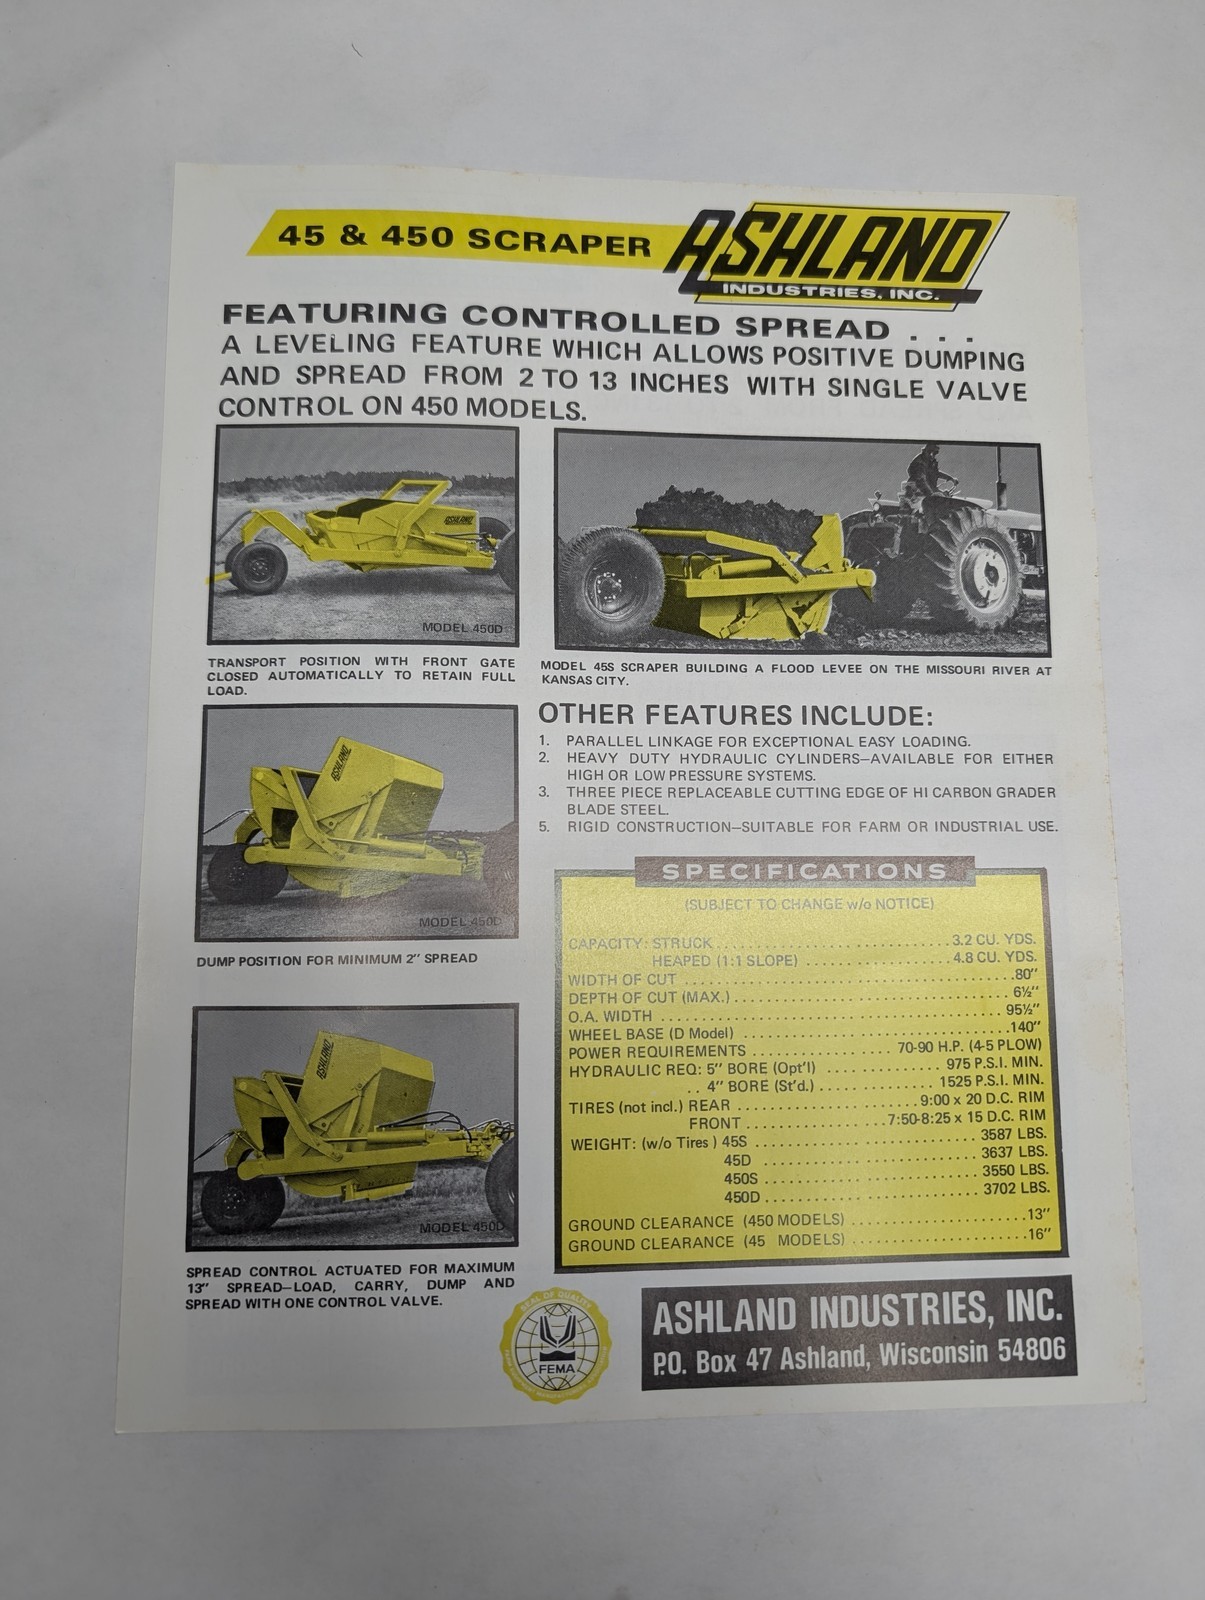 45 & 450 SCRAPER
ASHLAND
INDUSTRIES, INC.
FEATURING CONTROLLED SPREAD . . .
A LEVELING FEATURE WHICH ALLOWS POSITIVE DUMPING
AND SPREAD FROM 2 TO 13 INCHES WITH SINGLE VALVE
CONTROL ON 450 MODELS.
ASHLAND
MODEL 450D
TRANSPORT POSITION WITH FRONT GATE
CLOSED AUTOMATICALLY TO RETAIN FULL
LOAD.
MODEL 45S SCRAPER BUILDING A FLOOD LEVEE ON THE MISSOURI RIVER AT
KANSAS CITY.
ASHLAND
MODEL 450D
DUMP POSITION FOR MINIMUM 2" SPREAD
ASHLAND
MODEL 450D
SPREAD CONTROL ACTUATED FOR MAXIMUM
13" SPREAD—LOAD, CARRY, DUMP AND
SPREAD WITH ONE CONTROL VALVE.
OTHER FEATURES INCLUDE:
1. PARALLEL LINKAGE FOR EXCEPTIONAL EASY LOADING.
2. HEAVY DUTY HYDRAULIC CYLINDERS—AVAILABLE FOR EITHER
HIGH OR LOW PRESSURE SYSTEMS.
3. THREE PIECE REPLACEABLE CUTTING EDGE OF HI CARBON GRADER
BLADE STEEL.
5. RIGID CONSTRUCTION—SUITABLE FOR FARM OR INDUSTRIAL USE.
SPECIFICATIONS
(SUBJECT TO CHANGE w/o NOTICE)
CAPACITY: STRUCK . . . . . . . . . . . . . . . . . . . . . . . . . . 3.2 CU. YDS.
HEAPED (1:1 SLOPE) . . . . . . . . . . . . . . . . 4.8 CU. YDS.
WIDTH OF CUT . . . . . . . . . . . . . . . . . . . . . . . . . . . . . . . . . . . . 80"
DEPTH OF CUT (MAX.) . . . . . . . . . . . . . . . . . . . . . . . . . . . . . . 6½"
O.A. WIDTH . . . . . . . . . . . . . . . . . . . . . . . . . . . . . . . . . . . . . 95½"
WHEEL BASE (D Model) . . . . . . . . . . . . . . . . . . . . . . . . . . . . 140"
POWER REQUIREMENTS . . . . . . . . . . . . . . . 70-90 H.P. (4-5 PLOW)
HYDRAULIC REQ: 5" BORE (Opt'l) . . . . . . . . . . . . . 975 P.S.I. MIN.
. . 4" BORE (St'd.) . . . . . . . . . . . . . 1525 P.S.I. MIN.
TIRES (not incl.) REAR . . . . . . . . . . . . . . . . . . . 9:00 x 20 D.C. RIM
FRONT . . . . . . . . . . . . . . . 7:50-8:25 x 15 D.C. RIM
WEIGHT: (w/o Tires ) 45S . . . . . . . . . . . . . . . . . . . . . . . . 3587 LBS.
45D . . . . . . . . . . . . . . . . . . . . . . . 3637 LBS.
450S . . . . . . . . . . . . . . . . . . . . . . . 3550 LBS.
450D . . . . . . . . . . . . . . . . . . . . . . . 3702 LBS.
GROUND CLEARANCE (450 MODELS) . . . . . . . . . . . . . . . . . . . 13"
GROUND CLEARANCE (45 MODELS) . . . . . . . . . . . . . . . . . . . . 16"
SEAL OF QUALITY
FEMA
ASHLAND INDUSTRIES, INC.
P.O. Box 47 Ashland, Wisconsin 54806